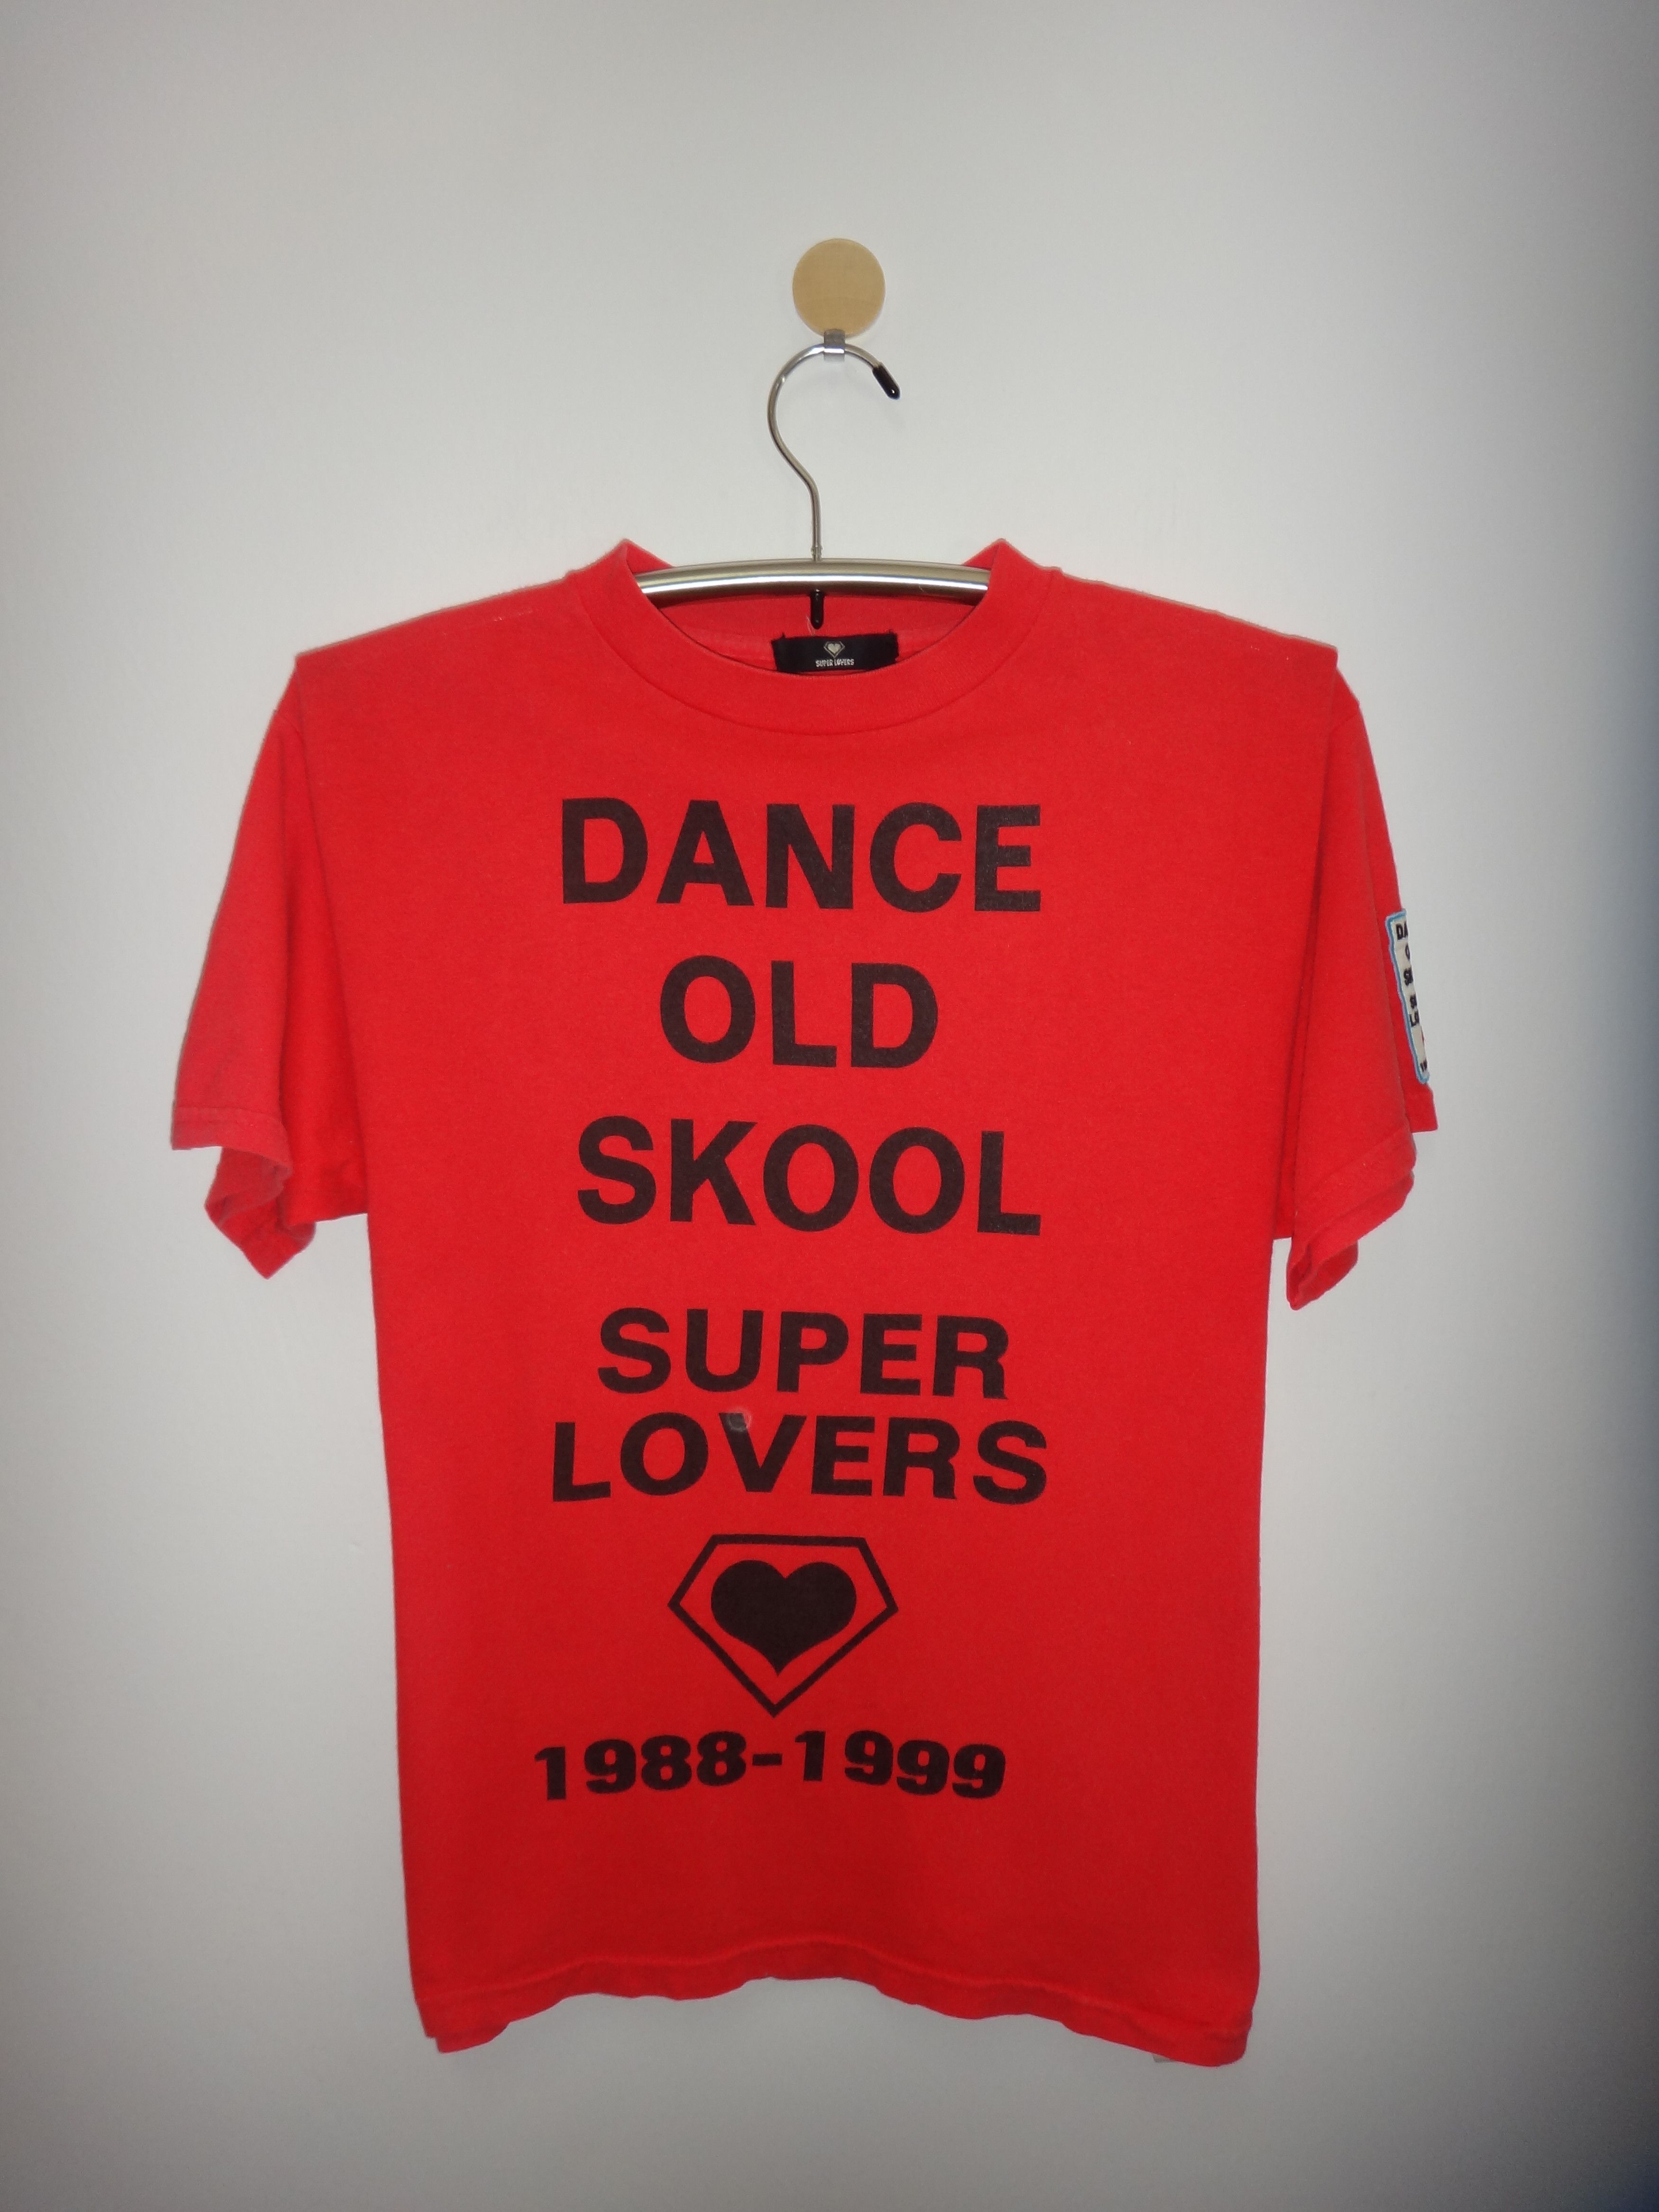 SUPER LOVERS
DANCE
OLD
SKOOL
SUPER
LOVERS
1988-1999